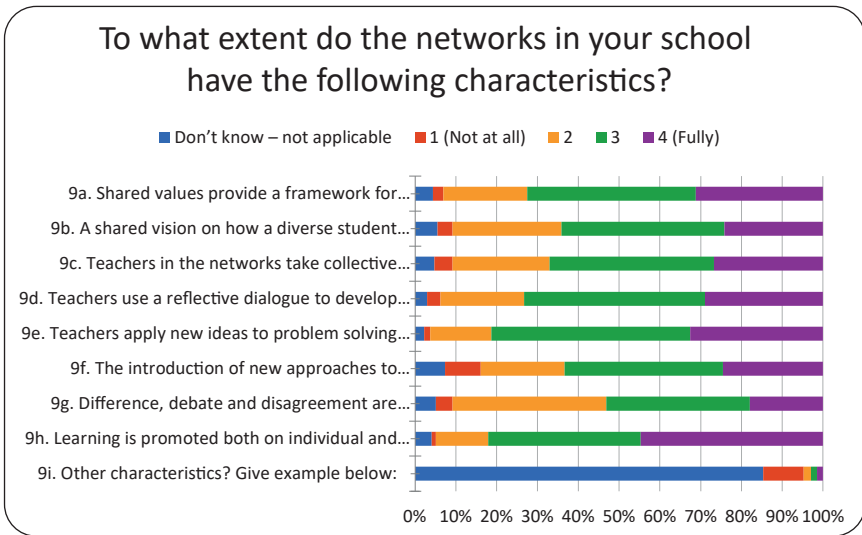 To what extent do the networks in your school
have the following characteristics?
Don’t know – not applicable 1 (Not at all) 2 3 4 (Fully)
9a. Shared values provide a framework for...
9b. A shared vision on how a diverse student...
9c. Teachers in the networks take collective...
9d. Teachers use a reflective dialogue to develop...
9e. Teachers apply new ideas to problem solving...
9f. The introduction of new approaches to...
9g. Difference, debate and disagreement are...
9h. Learning is promoted both on individual and...
9i. Other characteristics? Give example below:
0% 10% 20% 30% 40% 50% 60% 70% 80% 90% 100%